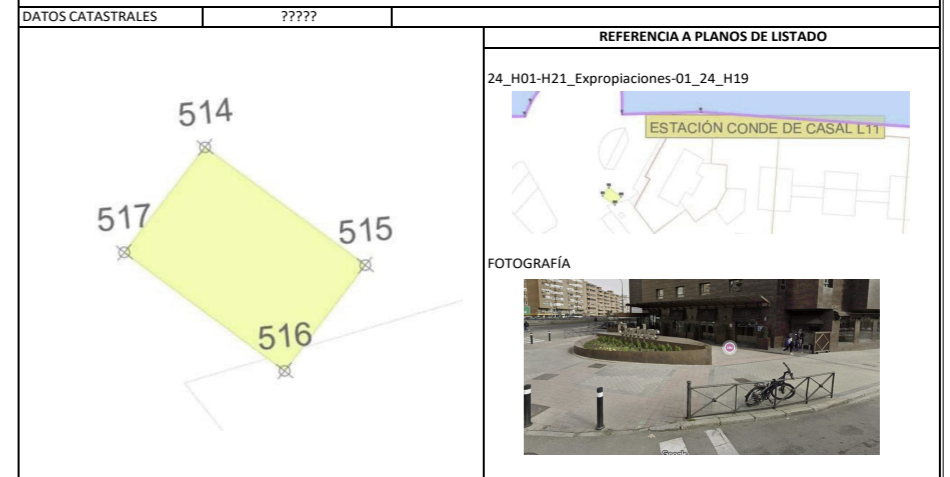 DATOS CATASTRALES ?????
REFERENCIA A PLANOS DE LISTADO
514
517
515
516
24_H01-H21_Expropiaciones-01_24_H19
ESTACIÓN CONDE DE CASAL L11
FOTOGRAFÍA
Google